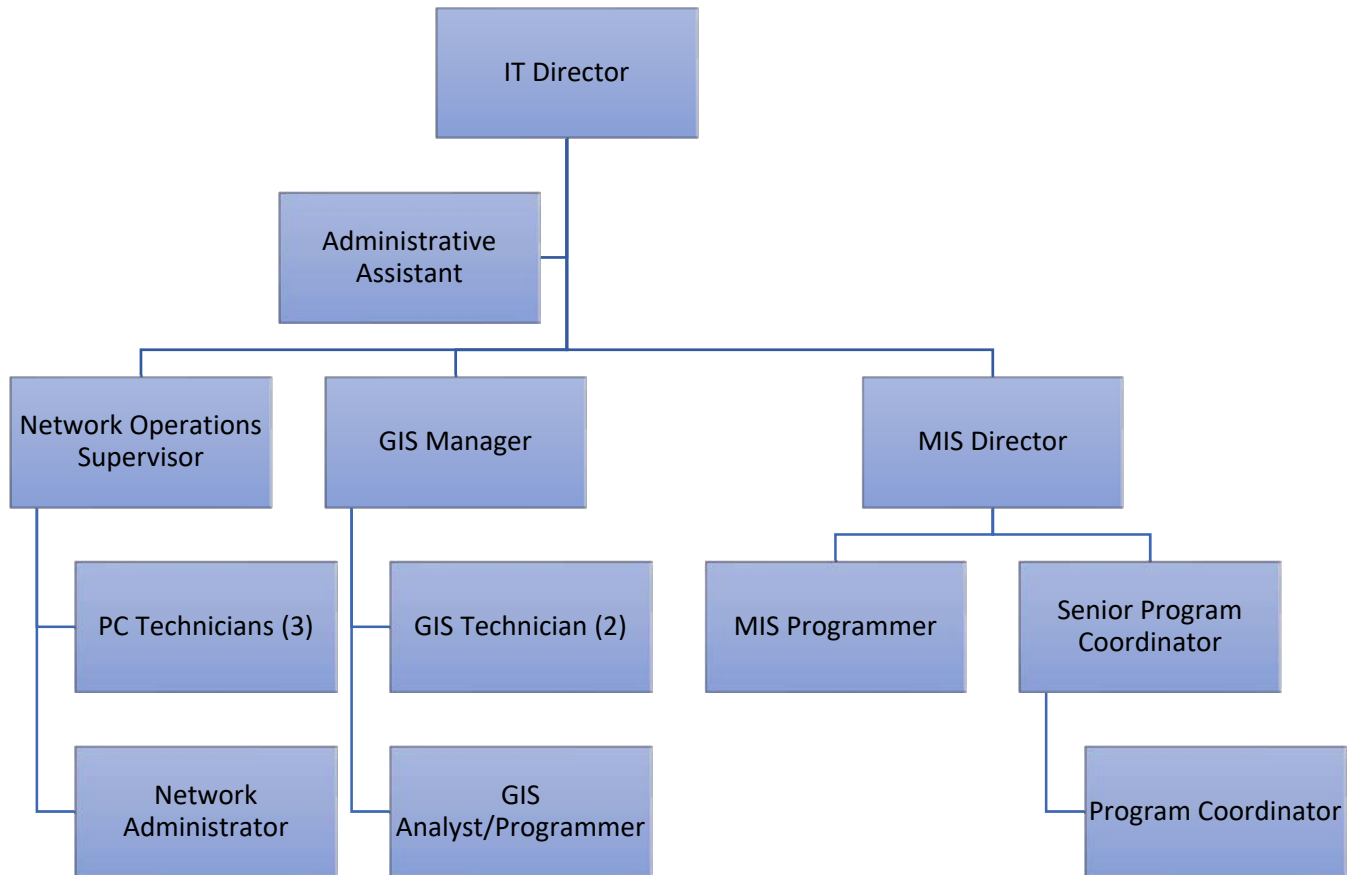 IT Director
Administrative
Assistant
Network Operations
Supervisor
GIS Manager
MIS Director
PC Technicians (3)
GIS Technician (2)
MIS Programmer
Senior Program
Coordinator
Network
Administrator
GIS
Analyst/Programmer
Program Coordinator